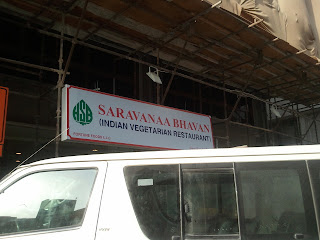 HSB
SARAVANAA BHAVAN
(INDIAN VEGETARIAN RESTAURANT)